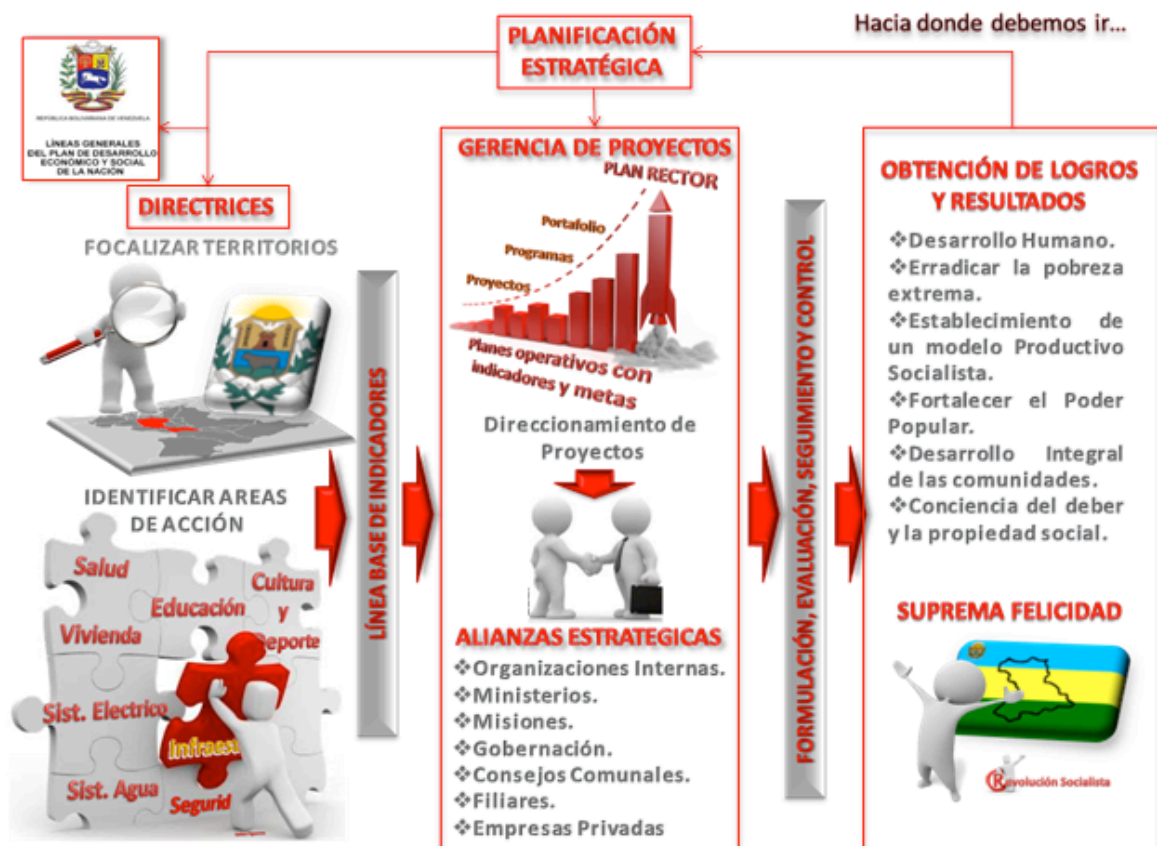 Hacia donde debemos ir...
PLANIFICACIÓN
ESTRATÉGICA
REPÚBLICA BOLIVARIANA DE VENEZUELA
LÍNEAS GENERALES
DEL PLAN DE DESARROLLO
ECONÓMICO Y SOCIAL
DE LA NACIÓN
DIRECTRICES
FOCALIZAR TERRITORIOS
IDENTIFICAR AREAS
DE ACCIÓN
Salud
Educación
Cultura
y
Deporte
Vivienda
Sist. Electrico
Infraes
Sist. Agua
Segurid
LÍNEA BASE DE INDICADORES
GERENCIA DE PROYECTOS
PLAN RECTOR
Portafolio
Programas
Proyectos
Planes operativos con
indicadores y metas
Direccionamiento de
Proyectos
ALIANZAS ESTRATEGICAS
❖Organizaciones Internas.
❖Ministerios.
❖Misiones.
❖Gobernación.
❖Consejos Comunales.
❖Filiares.
❖Empresas Privadas
FORMULACIÓN, EVALUACIÓN, SEGUIMIENTO Y CONTROL
OBTENCIÓN DE LOGROS
Y RESULTADOS
❖Desarrollo Humano.
❖Erradicar la pobreza
extrema.
❖Establecimiento de
un modelo Productivo
Socialista.
❖Fortalecer el Poder
Popular.
❖Desarrollo Integral
de las comunidades.
❖Conciencia del deber
y la propiedad social.
SUPREMA FELICIDAD
Revolución Socialista